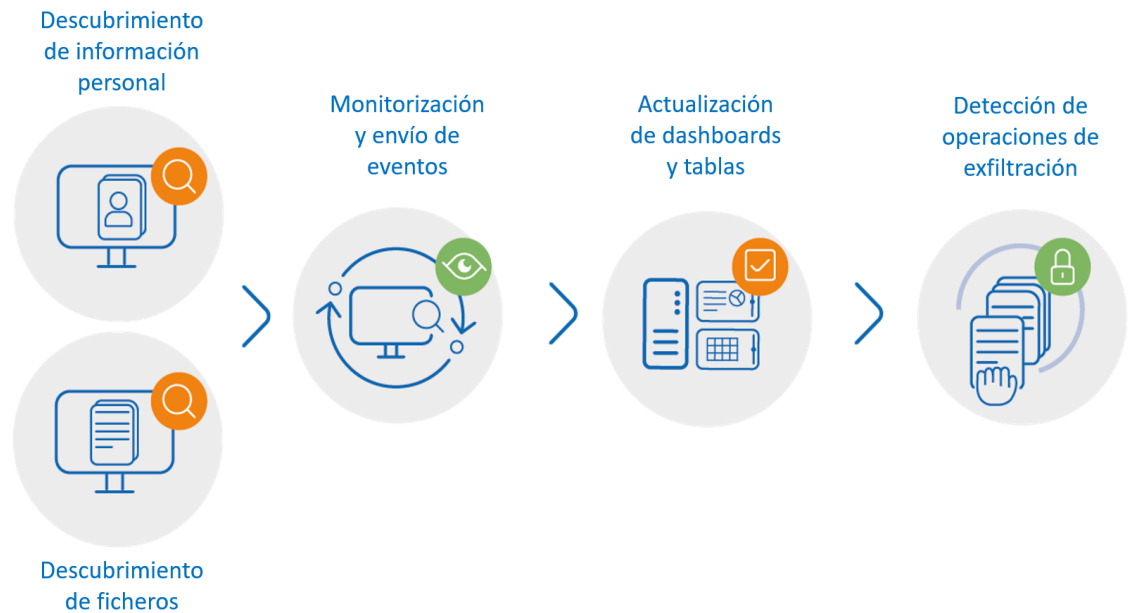 Descubrimiento
de información
personal
Monitorización
y envío de
eventos
Actualización
de dashboards
y tablas
Detección de
operaciones de
exfiltración
Descubrimiento
de ficheros